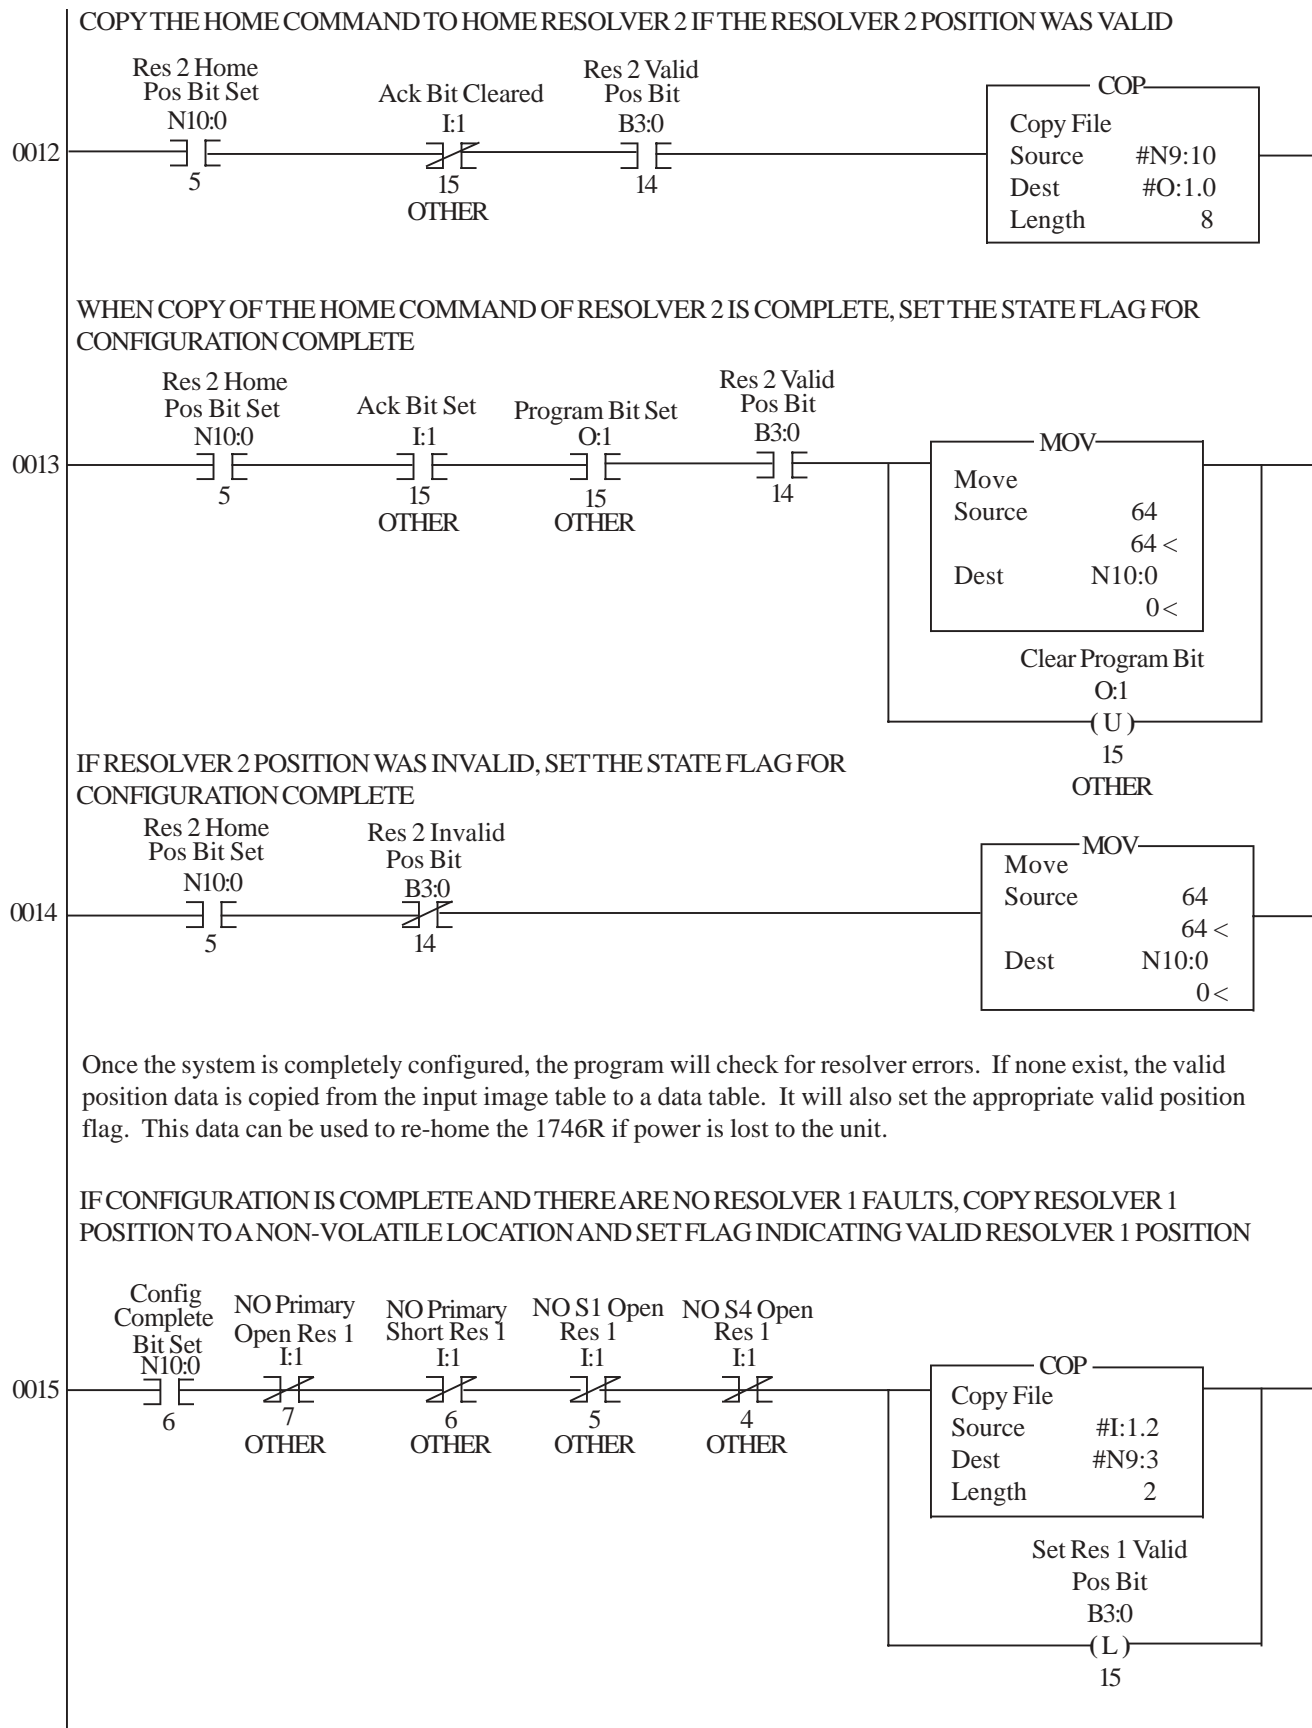 COPY THE HOME COMMAND TO HOME RESOLVER 2 IF THE RESOLVER 2 POSITION WAS VALID
Res 2 Home
Pos Bit Set
N10:0
5
Ack Bit Cleared
I:1
15
OTHER
Res 2 Valid
Pos Bit
B3:0
14
0012
COP
Copy File
Source #N9:10
Dest #O:1.0
Length 8
WHEN COPY OF THE HOME COMMAND OF RESOLVER 2 IS COMPLETE, SET THE STATE FLAG FOR
CONFIGURATION COMPLETE
0013
Res 2 Home
Pos Bit Set
N10:0
5
Ack Bit Set
I:1
15
OTHER
Program Bit Set
O:1
15
OTHER
Res 2 Valid
Pos Bit
B3:0
14
MOV
Move
Source 64
64 <
Dest N10:0
0 <
Clear Program Bit
O:1
( U )
15
OTHER
IF RESOLVER 2 POSITION WAS INVALID, SET THE STATE FLAG FOR
CONFIGURATION COMPLETE
0014
Res 2 Home
Pos Bit Set
N10:0
5
Res 2 Invalid
Pos Bit
B3:0
14
MOV
Move
Source 64
64 <
Dest N10:0
0 <
Once the system is completely configured, the program will check for resolver errors. If none exist, the valid
position data is copied from the input image table to a data table. It will also set the appropriate valid position
flag. This data can be used to re-home the 1746R if power is lost to the unit.
IF CONFIGURATION IS COMPLETE AND THERE ARE NO RESOLVER 1 FAULTS, COPY RESOLVER 1
POSITION TO A NON-VOLATILE LOCATION AND SET FLAG INDICATING VALID RESOLVER 1 POSITION
0015
Config
Complete
Bit Set
N10:0
6
NO Primary
Open Res 1
I:1
7
OTHER
NO Primary
Short Res 1
I:1
6
OTHER
NO S1 Open
Res 1
I:1
5
OTHER
NO S4 Open
Res 1
I:1
4
OTHER
COP
Copy File
Source #I:1.2
Dest #N9:3
Length 2
Set Res 1 Valid
Pos Bit
B3:0
( L )
15